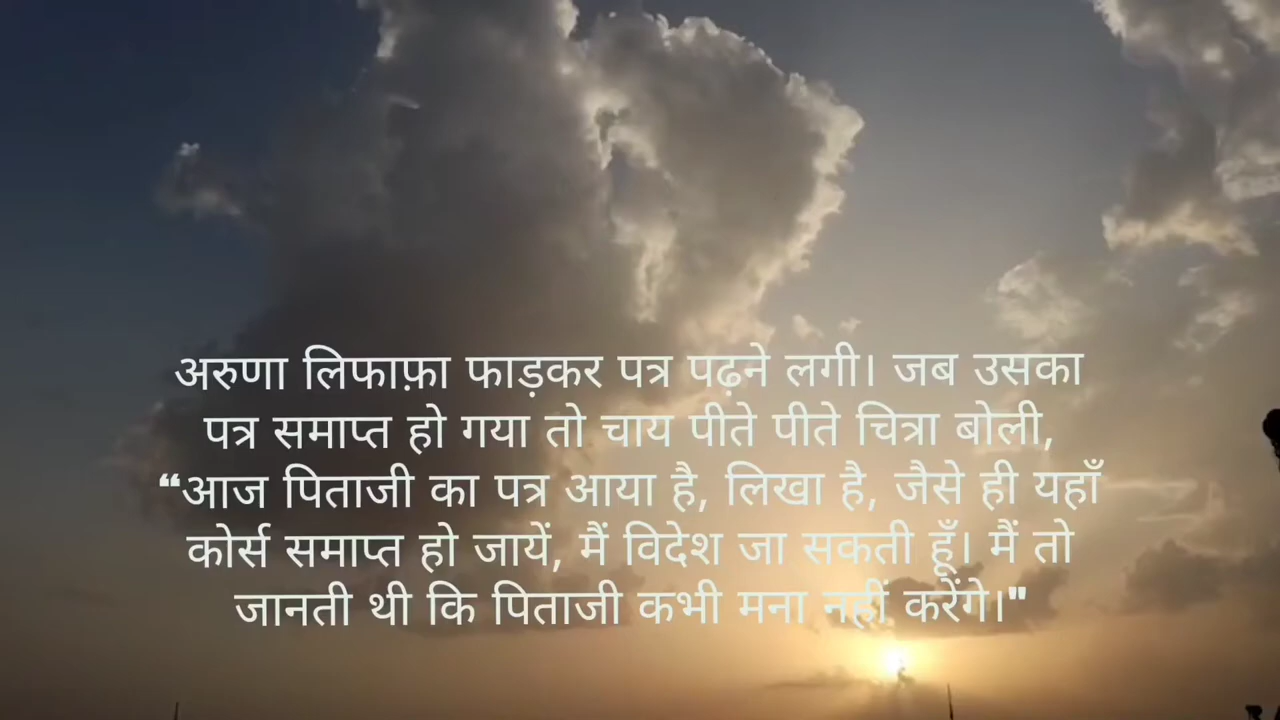 अरुणा लिफाफ़ा फाड़कर पत्र पढ़ने लगी। जब उसका
पत्र समाप्त हो गया तो चाय पीते पीते चित्रा बोली,
“आज पिताजी का पत्र आया है, लिखा है, जैसे ही यहाँ
कोर्स समाप्त हो जायें, मैं विदेश जा सकती हूँ। मैं तो
जानती थी कि पिताजी कभी मना नहीं करेंगे।"